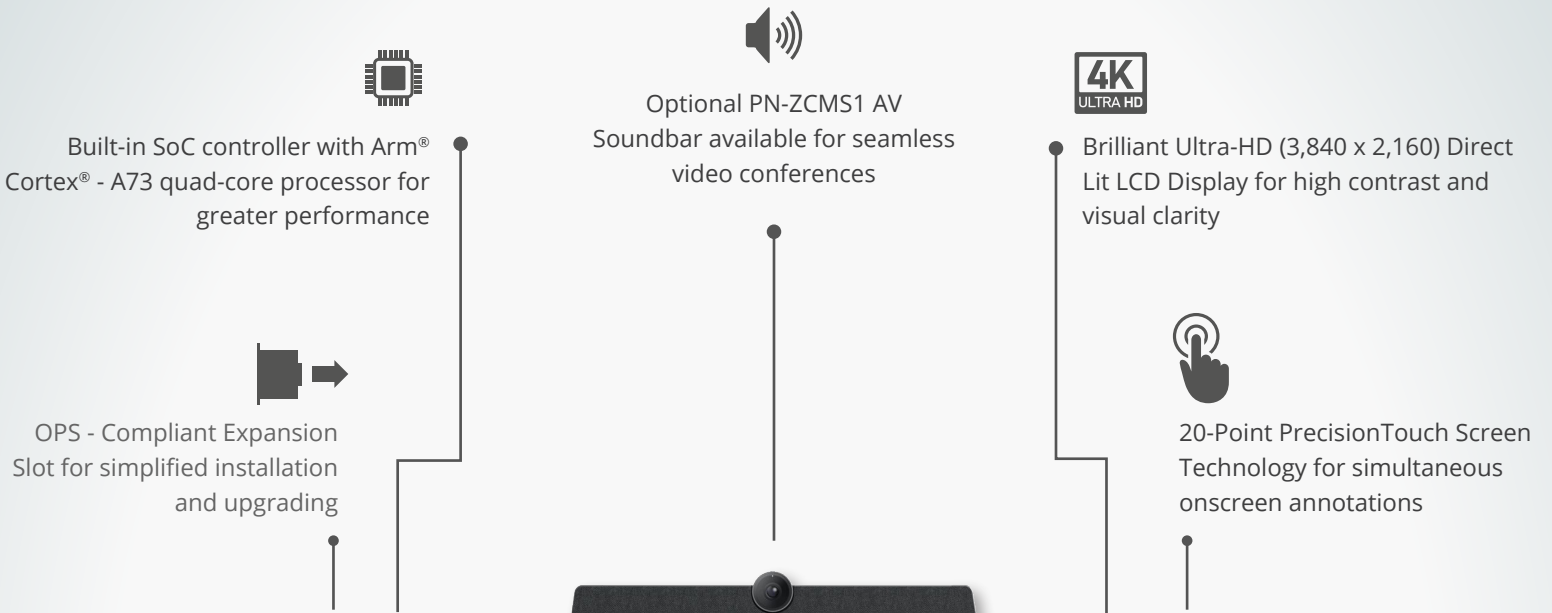 Built-in SoC controller with Arm®
Cortex® - A73 quad-core processor for
greater performance
Optional PN-ZCMS1 AV
Soundbar available for seamless
video conferences
4K
ULTRA HD
Brilliant Ultra-HD (3,840 x 2,160) Direct
Lit LCD Display for high contrast and
visual clarity
OPS - Compliant Expansion
Slot for simplified installation
and upgrading
20-Point PrecisionTouch Screen
Technology for simultaneous
onscreen annotations